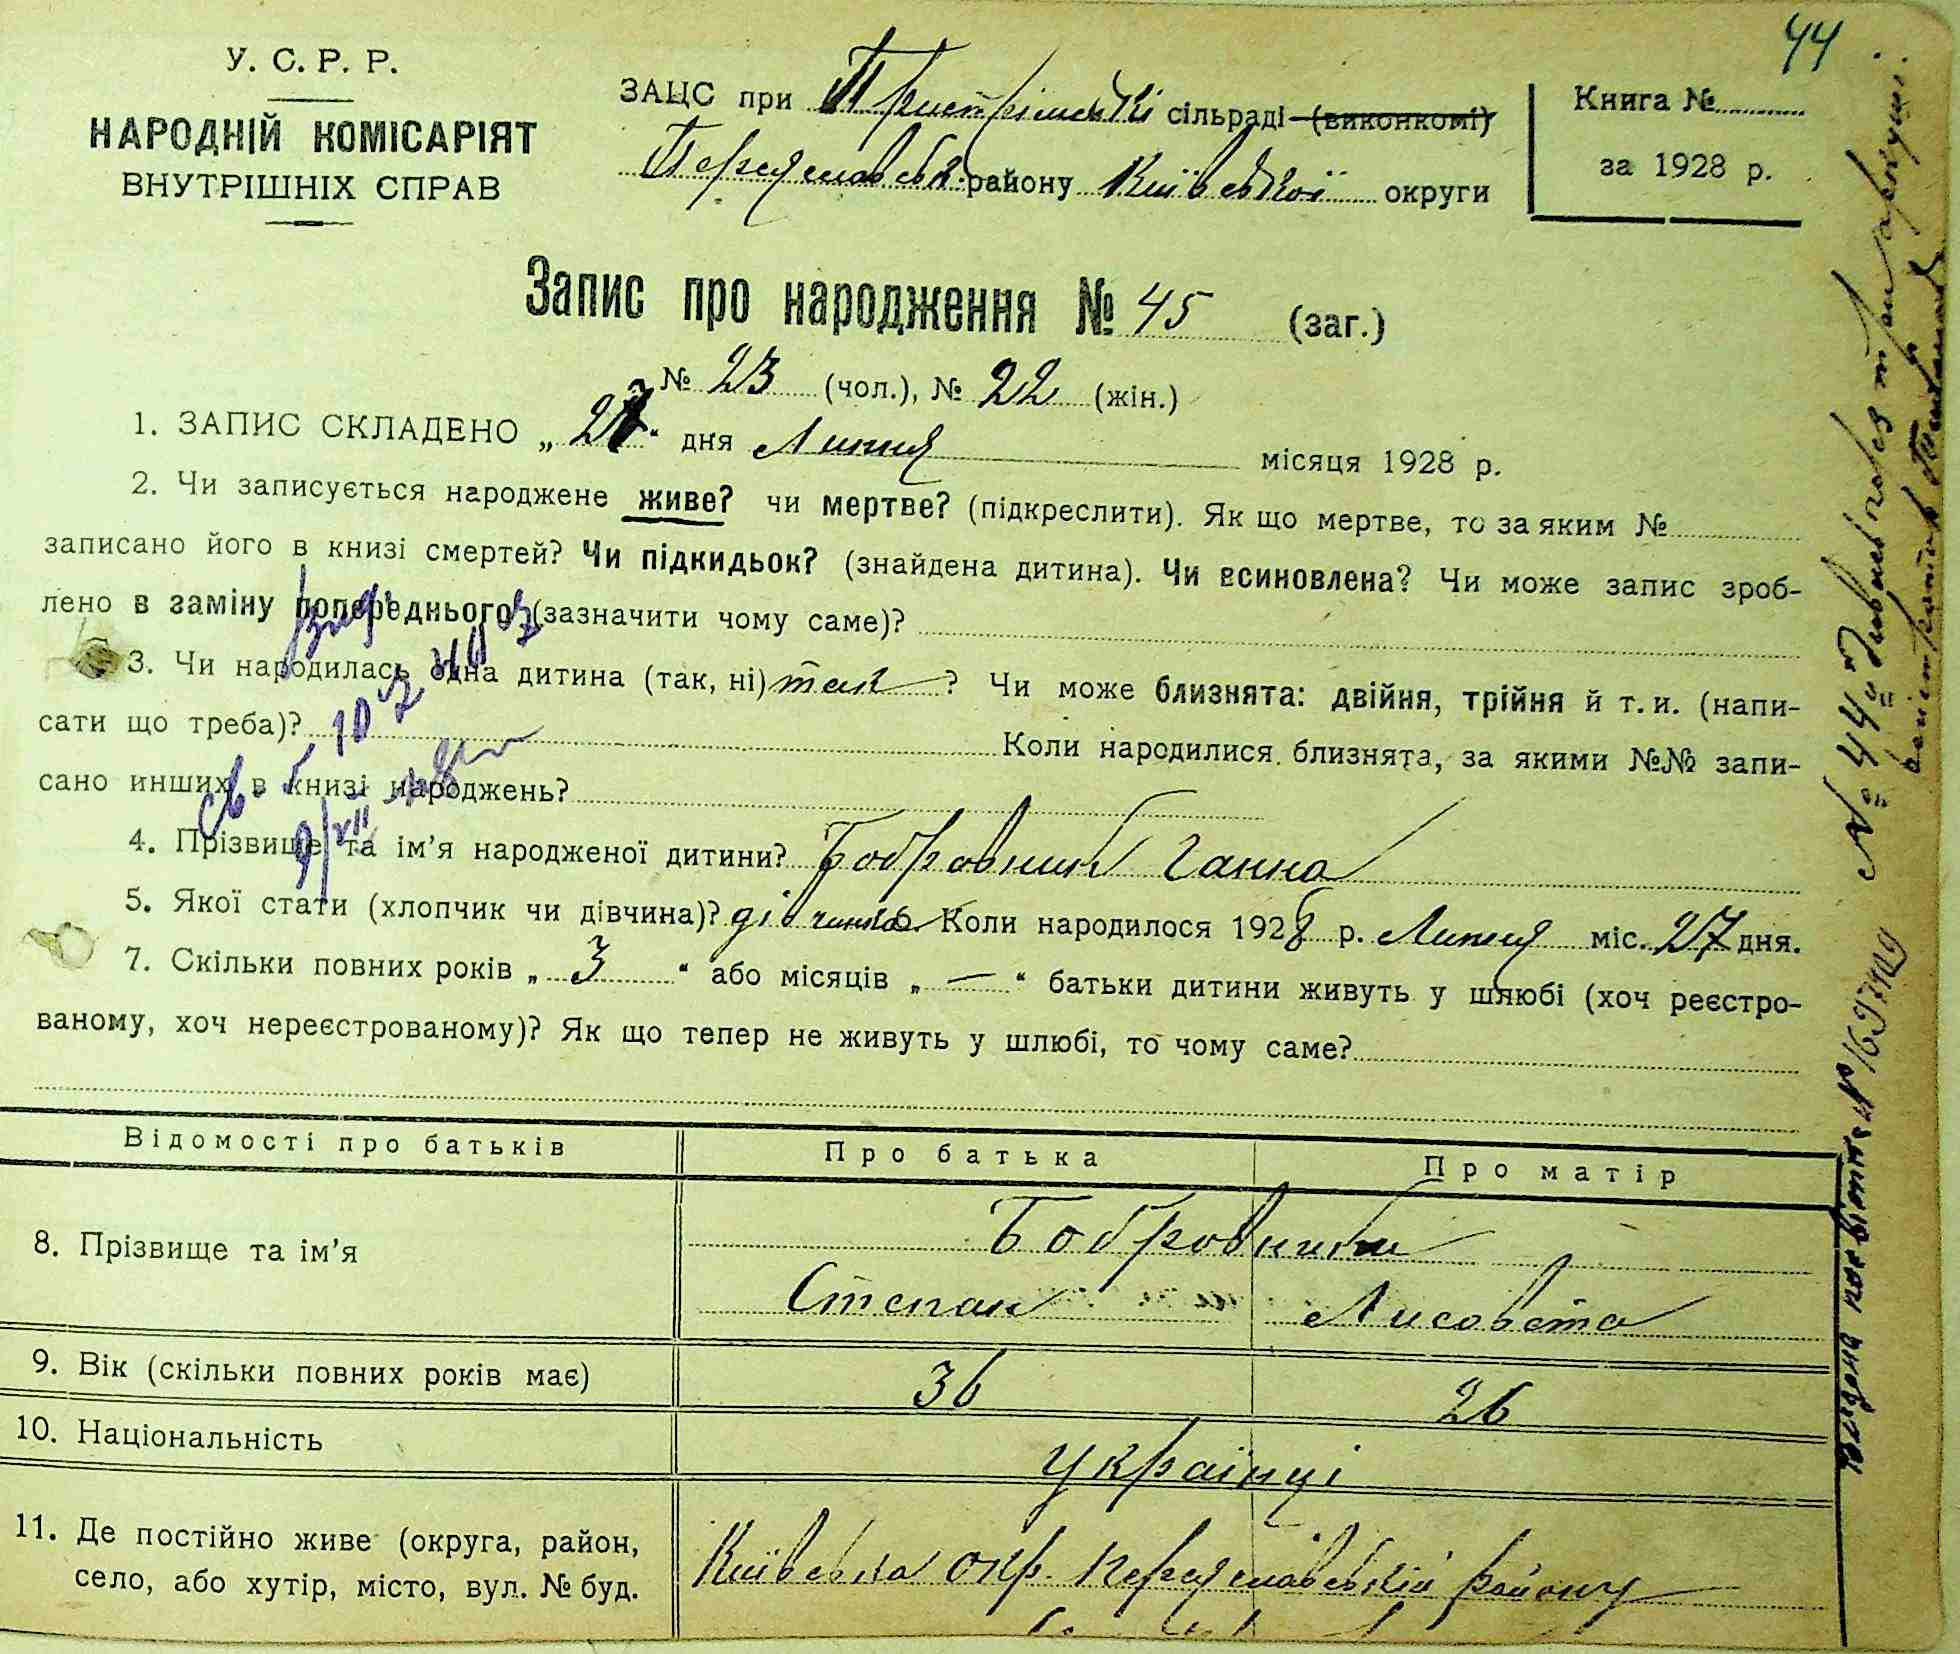 44
У. С. Р. Р.
НАРОДНІЙ КОМІСАРІЯТ
ВНУТРІШНІХ СПРАВ
ЗАЦС при Пристрімській сільраді (виконкомі)
Переяславськ. району Київської округи
Книга №
за 1928 р.
Запис про народження № 45 (заг.)
№ 23 (чол.), № 22 (жін.)
1. ЗАПИС СКЛАДЕНО „ 27 “ дня Липня місяця 1928 р.
2. Чи записується народжене живе? чи мертве? (підкреслити). Як що мертве, то за яким №
записано його в книзі смертей? Чи підкидьок? (знайдена дитина). Чи всиновлена? Чи може запис зроб-
лено в заміну попереднього (зазначити чому саме)?
3. Чи народилась одна дитина (так, ні) так ? Чи може близнята: двійня, трійня й т. и. (напи-
сати що треба)? Коли народилися близнята, за якими №№ запи-
сано инших в книзі народжень?
4. Прізвище та ім’я народженої дитини? Бобровник Ганна
5. Якої стати (хлопчик чи дівчина)? дівчинка. Коли народилося 1928 р. Липня міс. 27 дня.
7. Скільки повних років „ 3 “ або місяців „ — “ батьки дитини живуть у шлюбі (хоч реєстро-
ваному, хоч нереєстрованому)? Як що тепер не живуть у шлюбі, то чому саме?
Відомості про батьків Про батька Про матір
8. Прізвище та ім’я Бобровники
Степан Лисовета
9. Вік (скільки повних років має) 36 26
10. Національність Українці
11. Де постійно живе (округа, район, Київська окр. Переяславській району
село, або хутір, місто, вул. № буд.